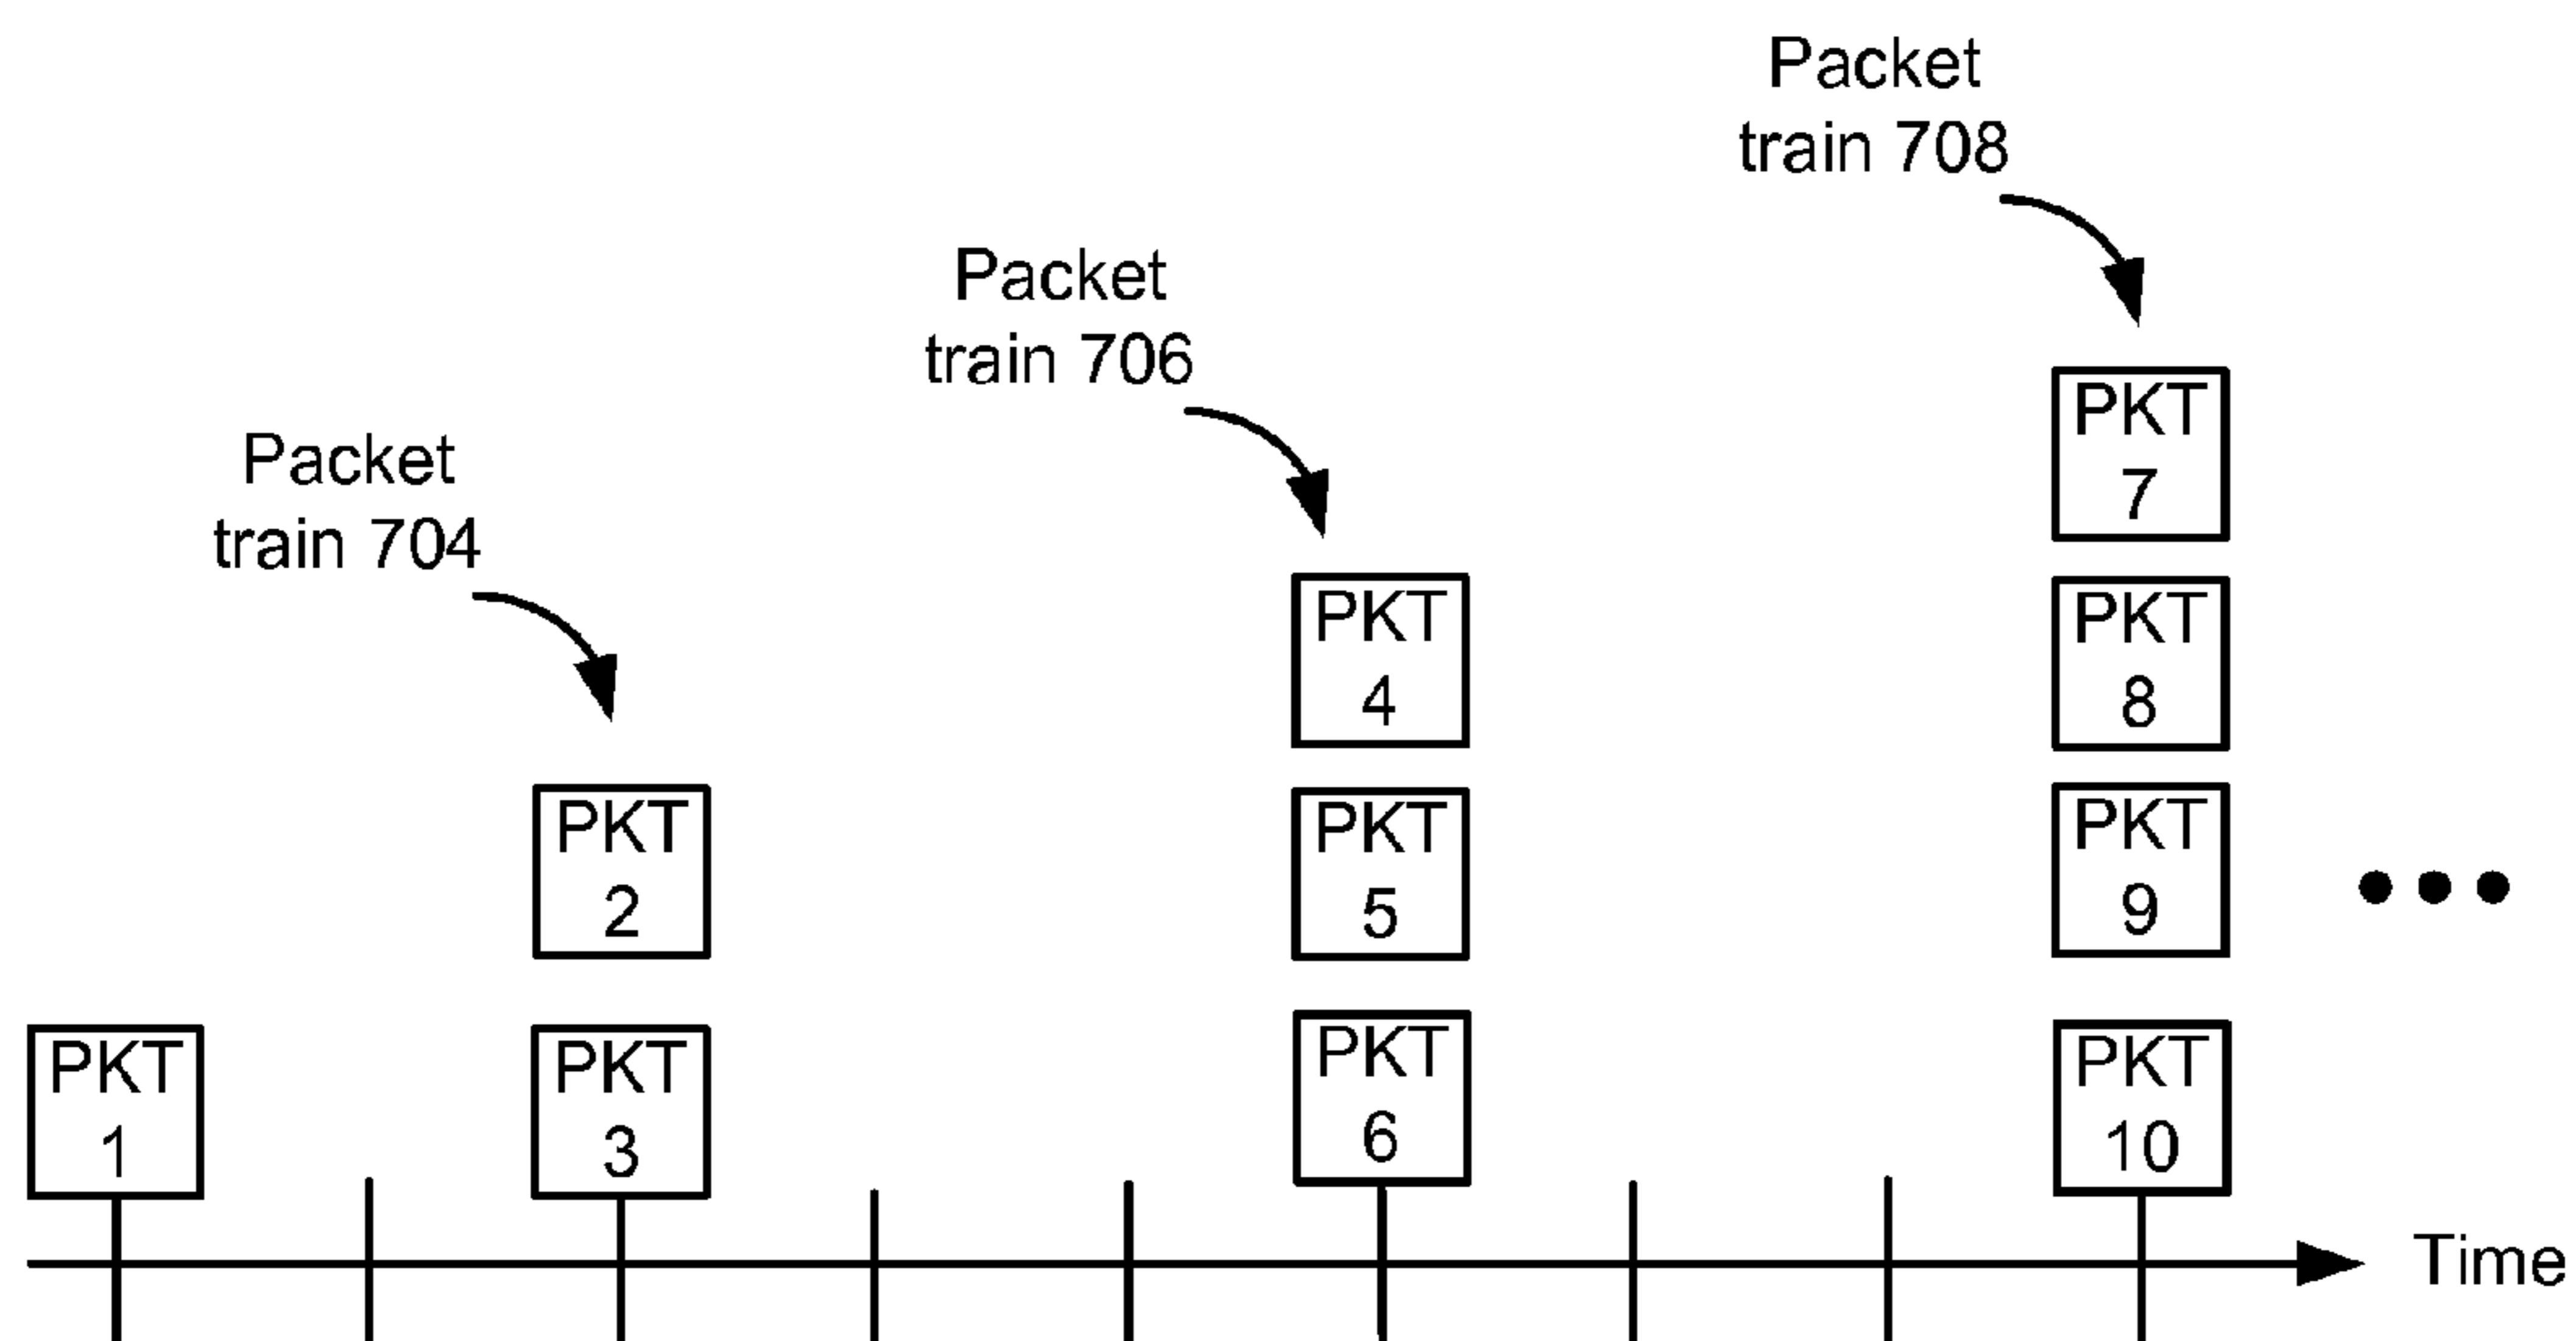 Packet
train 708
Packet
train 706
Packet
train 704
PKT
1
PKT
2
PKT
3
PKT
4
PKT
5
PKT
6
PKT
7
PKT
8
PKT
9
PKT
10
Time